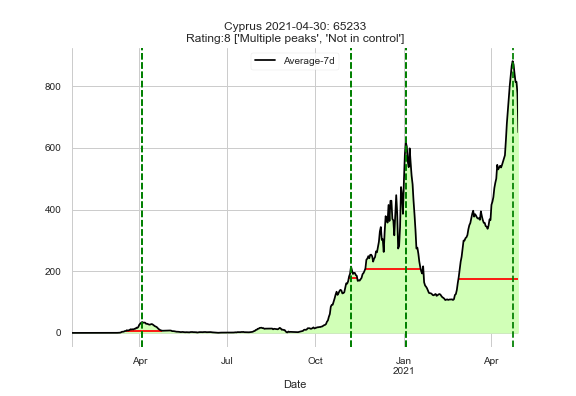 Cyprus 2021-04-30: 65233
Rating:8 ['Multiple peaks', 'Not in control']
Average-7d
800
600
400
200
0
Apr
Jul
Oct
Jan
2021
Apr
Date